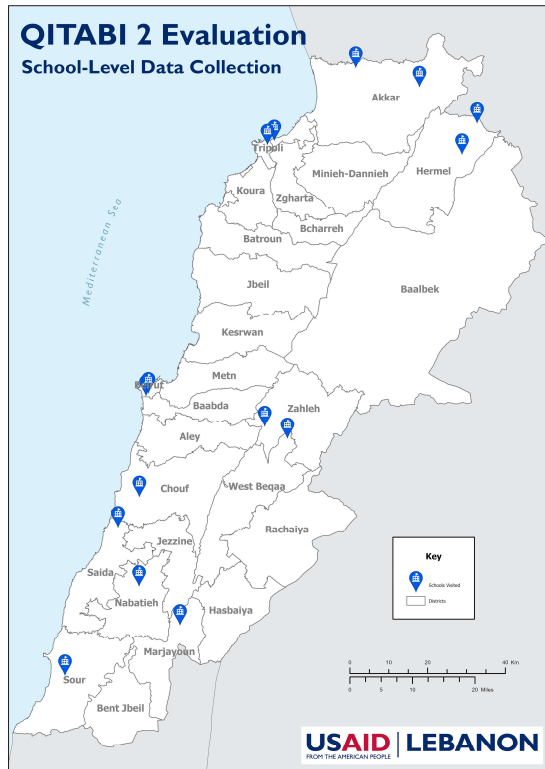 QITABI 2 Evaluation
School-Level Data Collection
Akkar
Tripoli
Minieh-Dannieh
Hermel
Koura
Zgharta
Bcharreh
Batroun
Jbeil
Baalbek
Mediterranean Sea
Kesrwan
Metn
Beirut
Baabda
Zahleh
Aley
Chouf
West Beqaa
Rachaiya
Jezzine
Saida
Nabatieh
Hasbaiya
Marjayoun
Sour
Bent Jbeil
Key
Schools Visited
Districts
0 10 20 40 Km
0 5 10 20 Miles
USAID | LEBANON
FROM THE AMERICAN PEOPLE